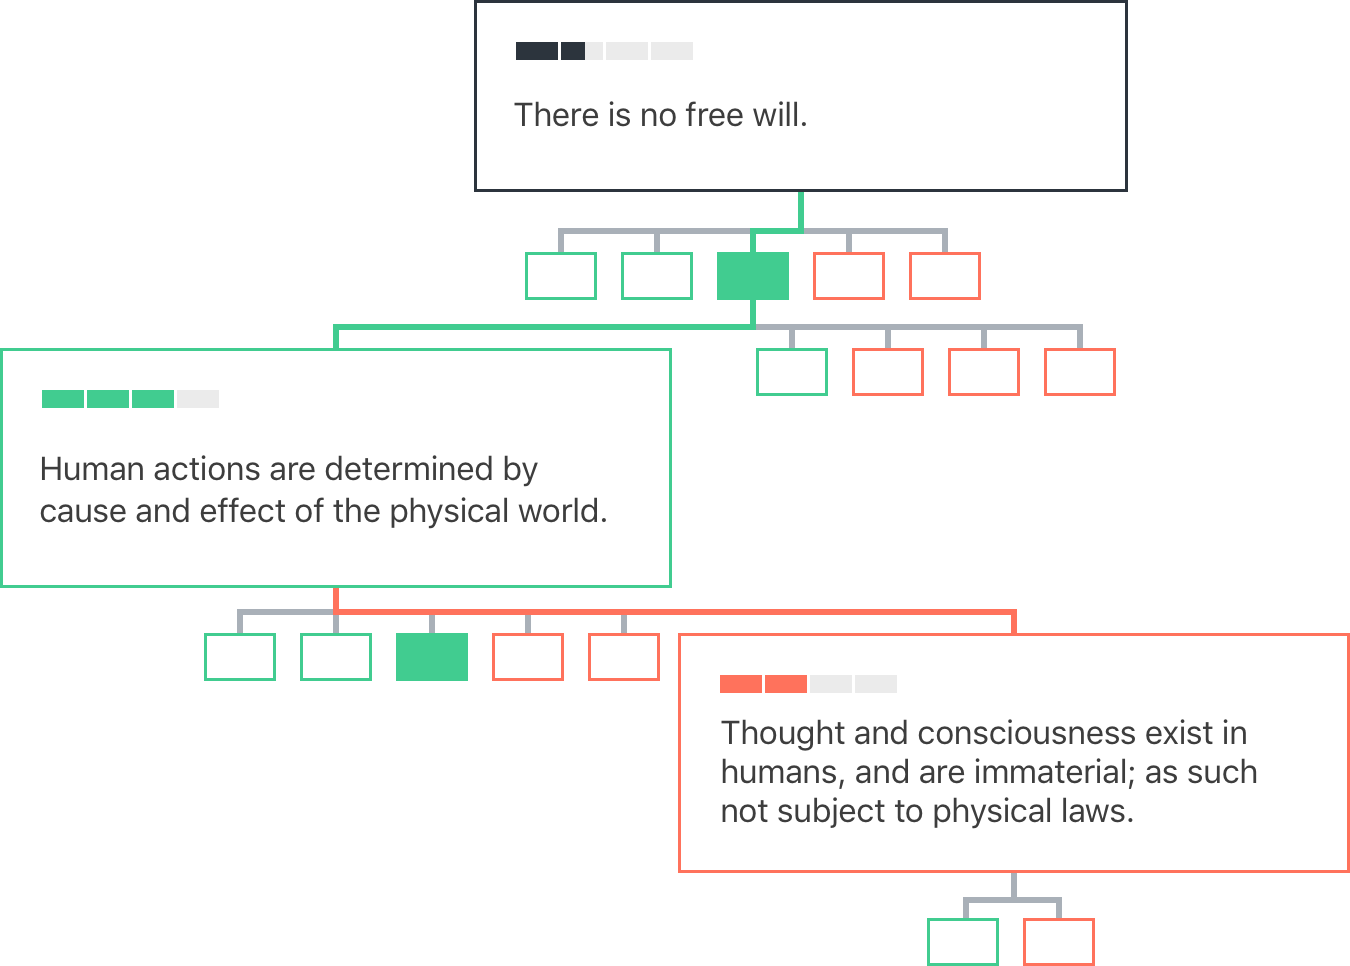 There is no free will.
Human actions are determined by
cause and effect of the physical world.
Thought and consciousness exist in
humans, and are immaterial; as such
not subject to physical laws.